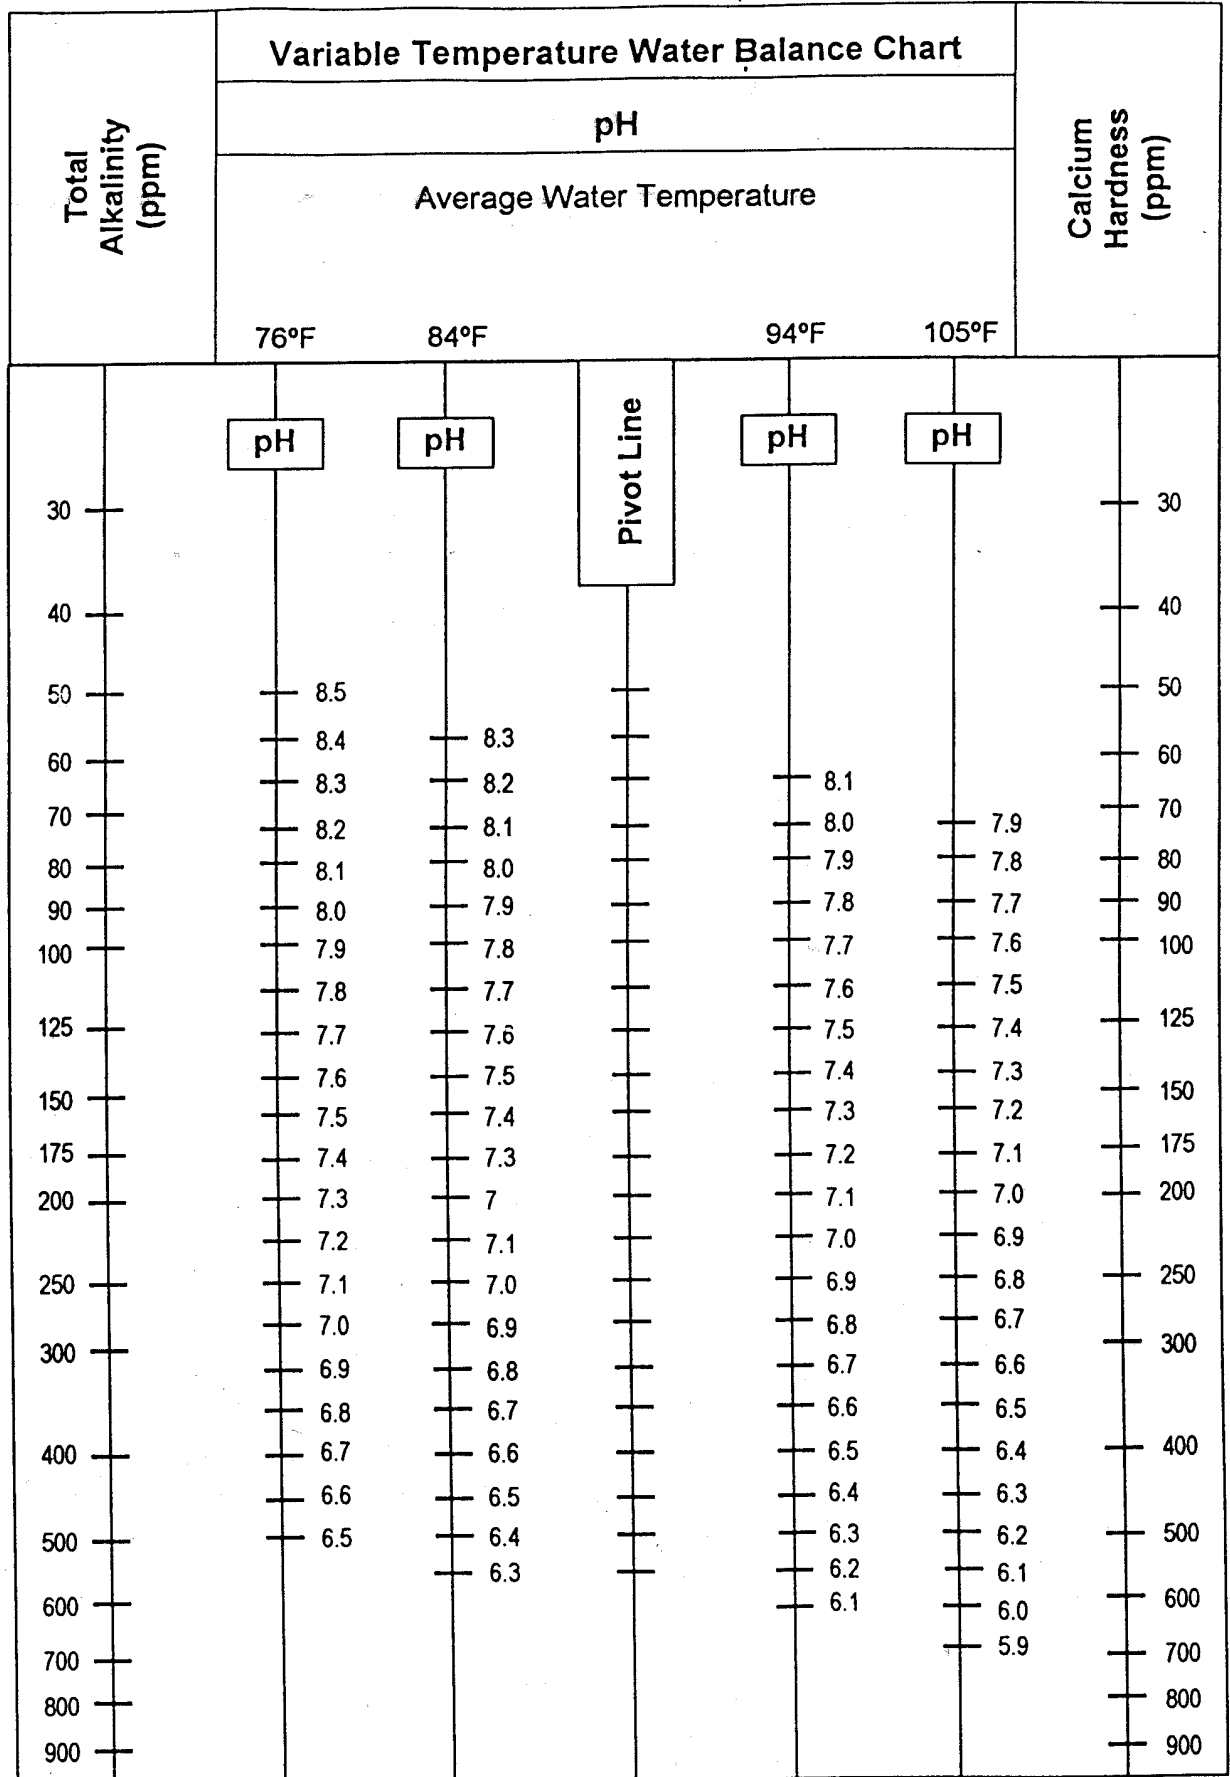 Variable Temperature Water Balance Chart
pH
Average Water Temperature
Total
Alkalinity
(ppm)
Calcium
Hardness
(ppm)
76ºF 84ºF 94ºF 105ºF
pH pH Pivot Line pH pH
30 30
40 40
50 8.5 50
8.4 8.3
60 60
8.3 8.2 8.1
70 70
8.2 8.1 8.0 7.9
80 8.1 8.0 7.9 7.8 80
90 8.0 7.9 7.8 7.7 90
100 7.9 7.8 7.7 7.6 100
7.8 7.7 7.6 7.5
125 7.7 7.6 7.5 7.4 125
7.6 7.5 7.4 7.3
150 150
7.5 7.4 7.3 7.2
175 7.4 7.3 7.2 7.1 175
200 7.3 7 7.1 7.0 200
7.2 7.1 7.0 6.9
250 7.1 7.0 6.9 6.8 250
7.0 6.9 6.8 6.7
300 300
6.9 6.8 6.7 6.6
6.8 6.7 6.6 6.5
400 6.7 6.6 6.5 6.4 400
6.6 6.5 6.4 6.3
500 6.5 6.4 6.3 6.2 500
6.3 6.2 6.1
600 6.1 6.0 600
5.9
700 700
800 800
900 900